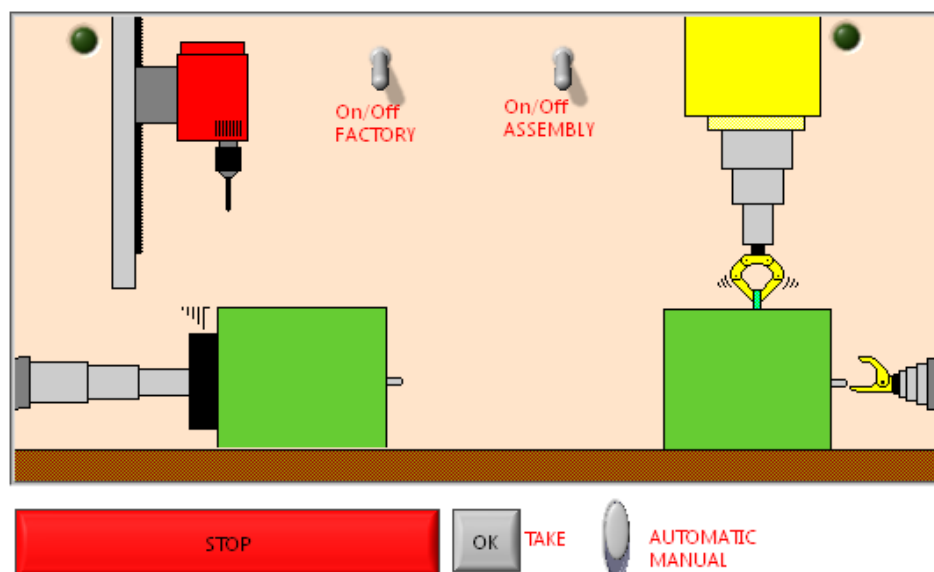 On/Off
FACTORY
On/Off
ASSEMBLY
STOP
OK
TAKE
AUTOMATIC
MANUAL